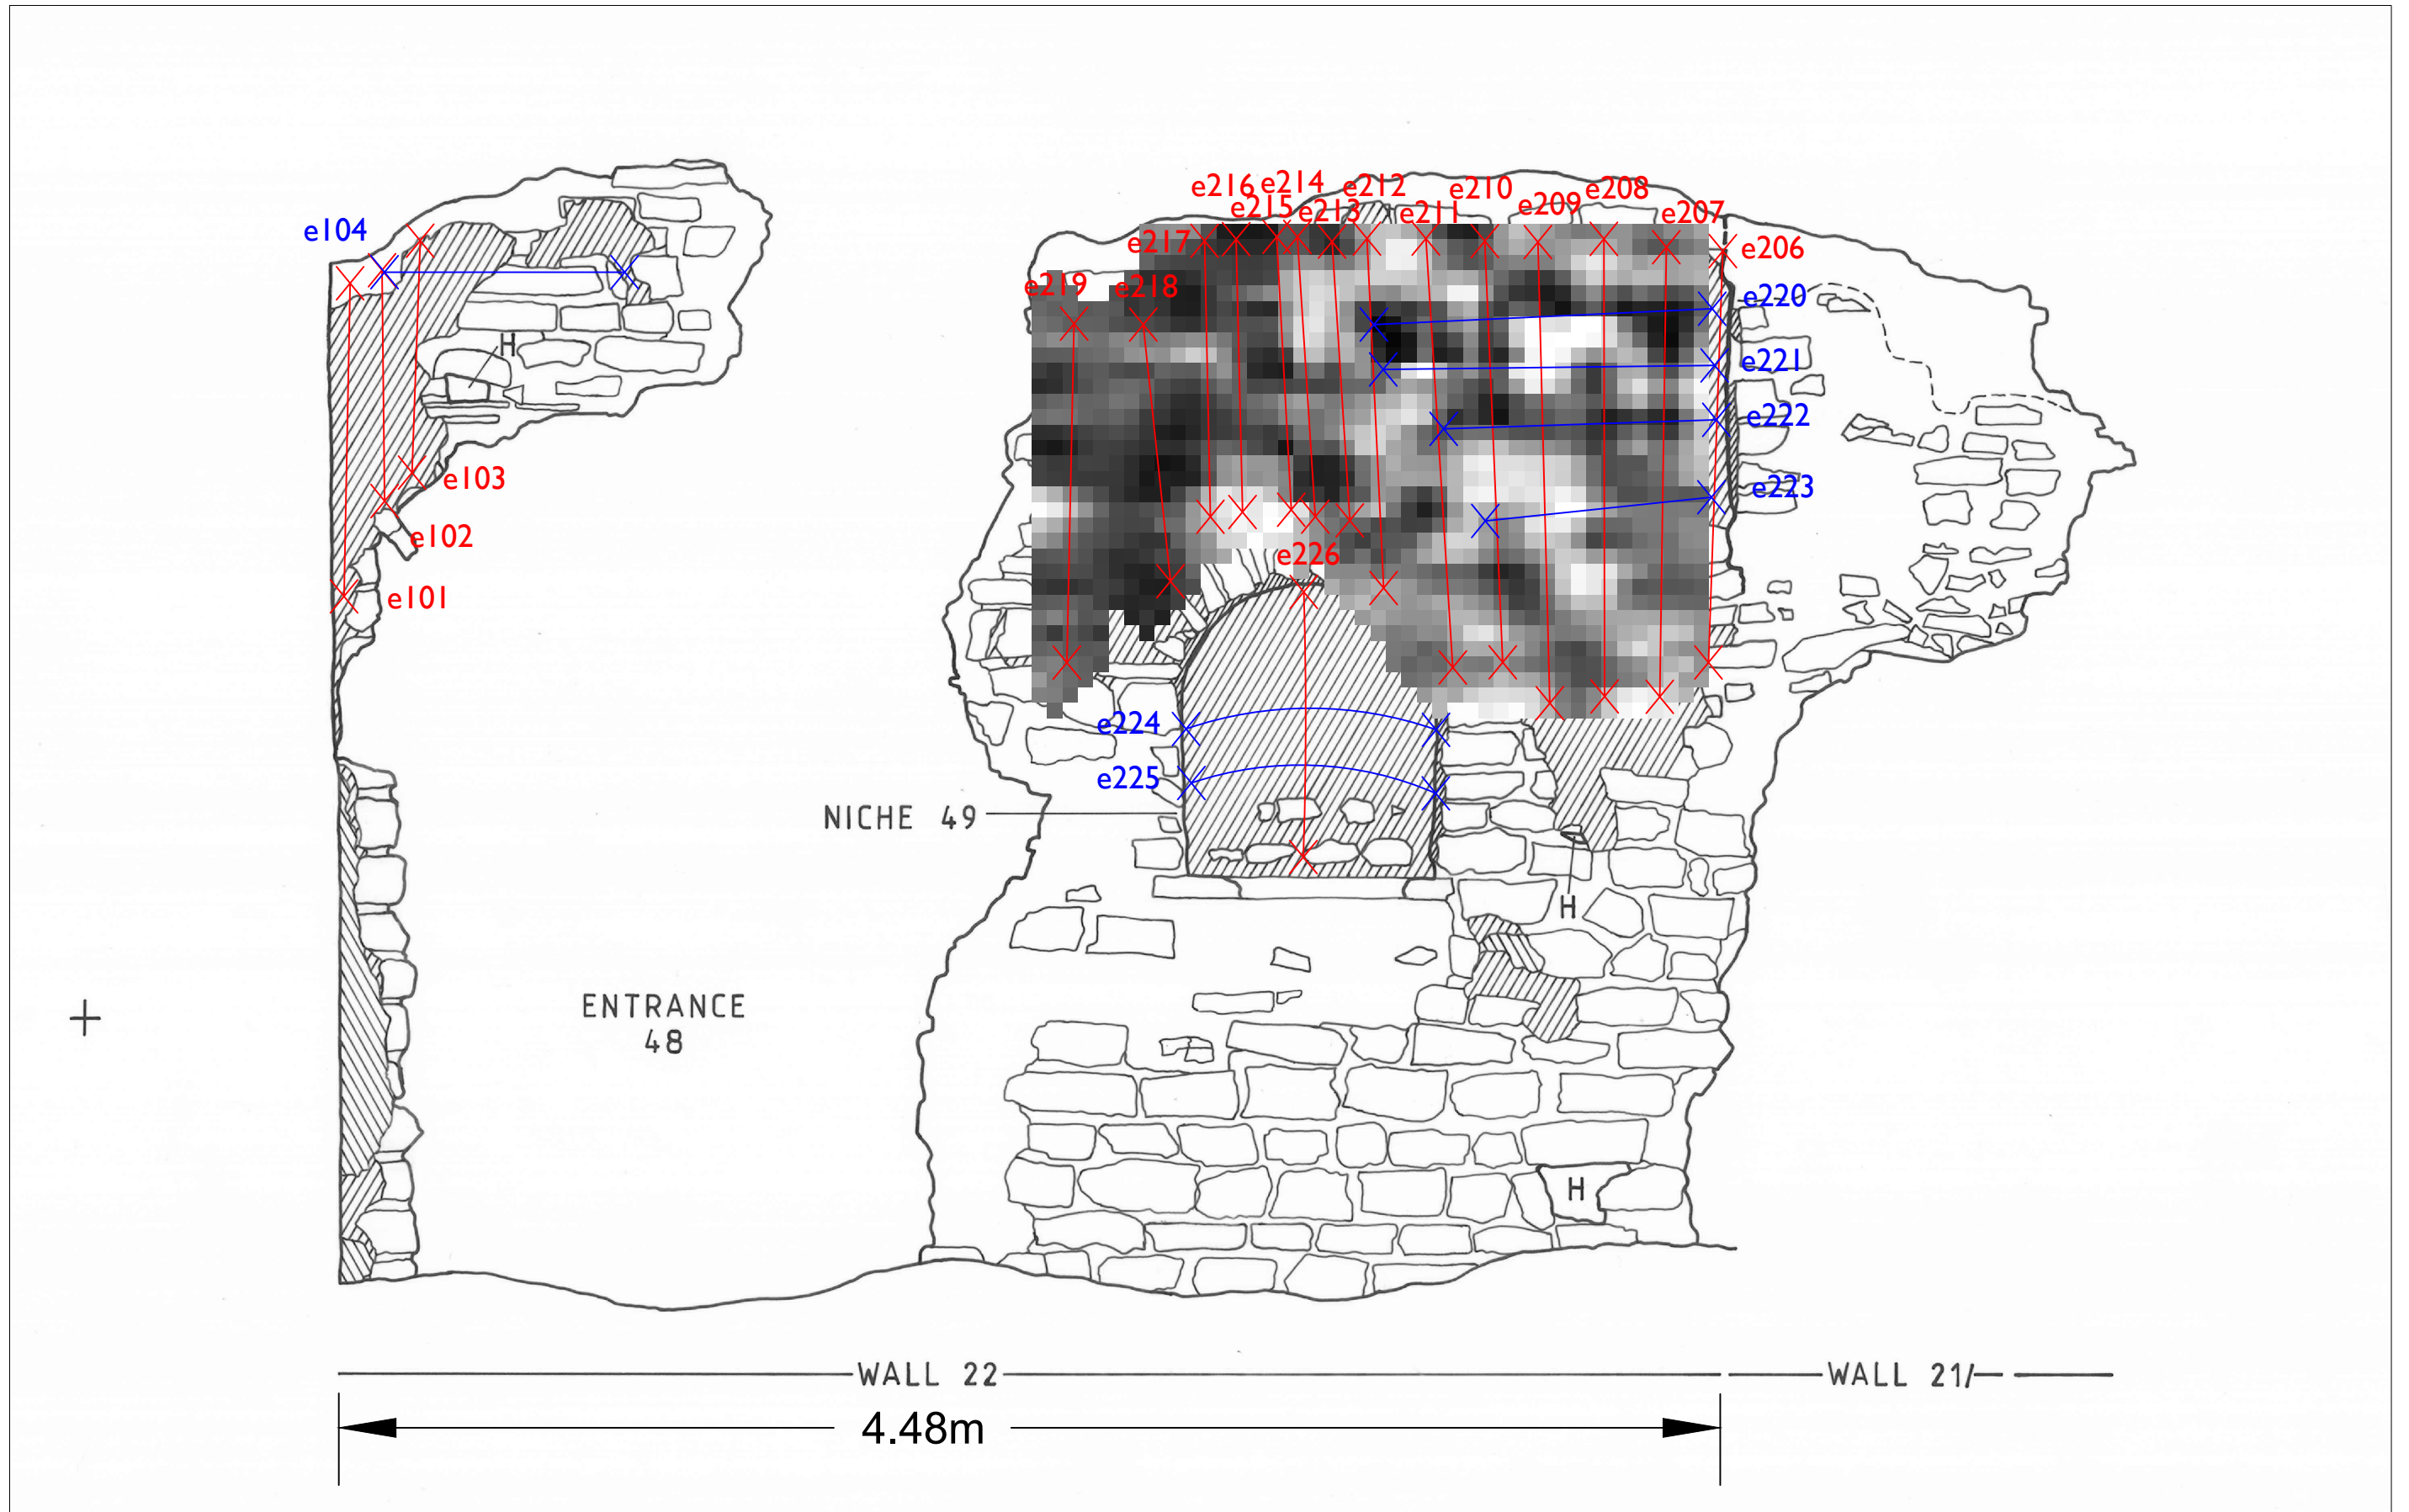 e216 e214 e212 e210 e208
e215 e213 e211 e209 e207
e104
e217
e206
e219 e218
e220
H
e221
e222
e103
e223
e102
e226
e101
e224
e225
NICHE 49
H
ENTRANCE
48
H
WALL 22
WALL 21/
4.48m